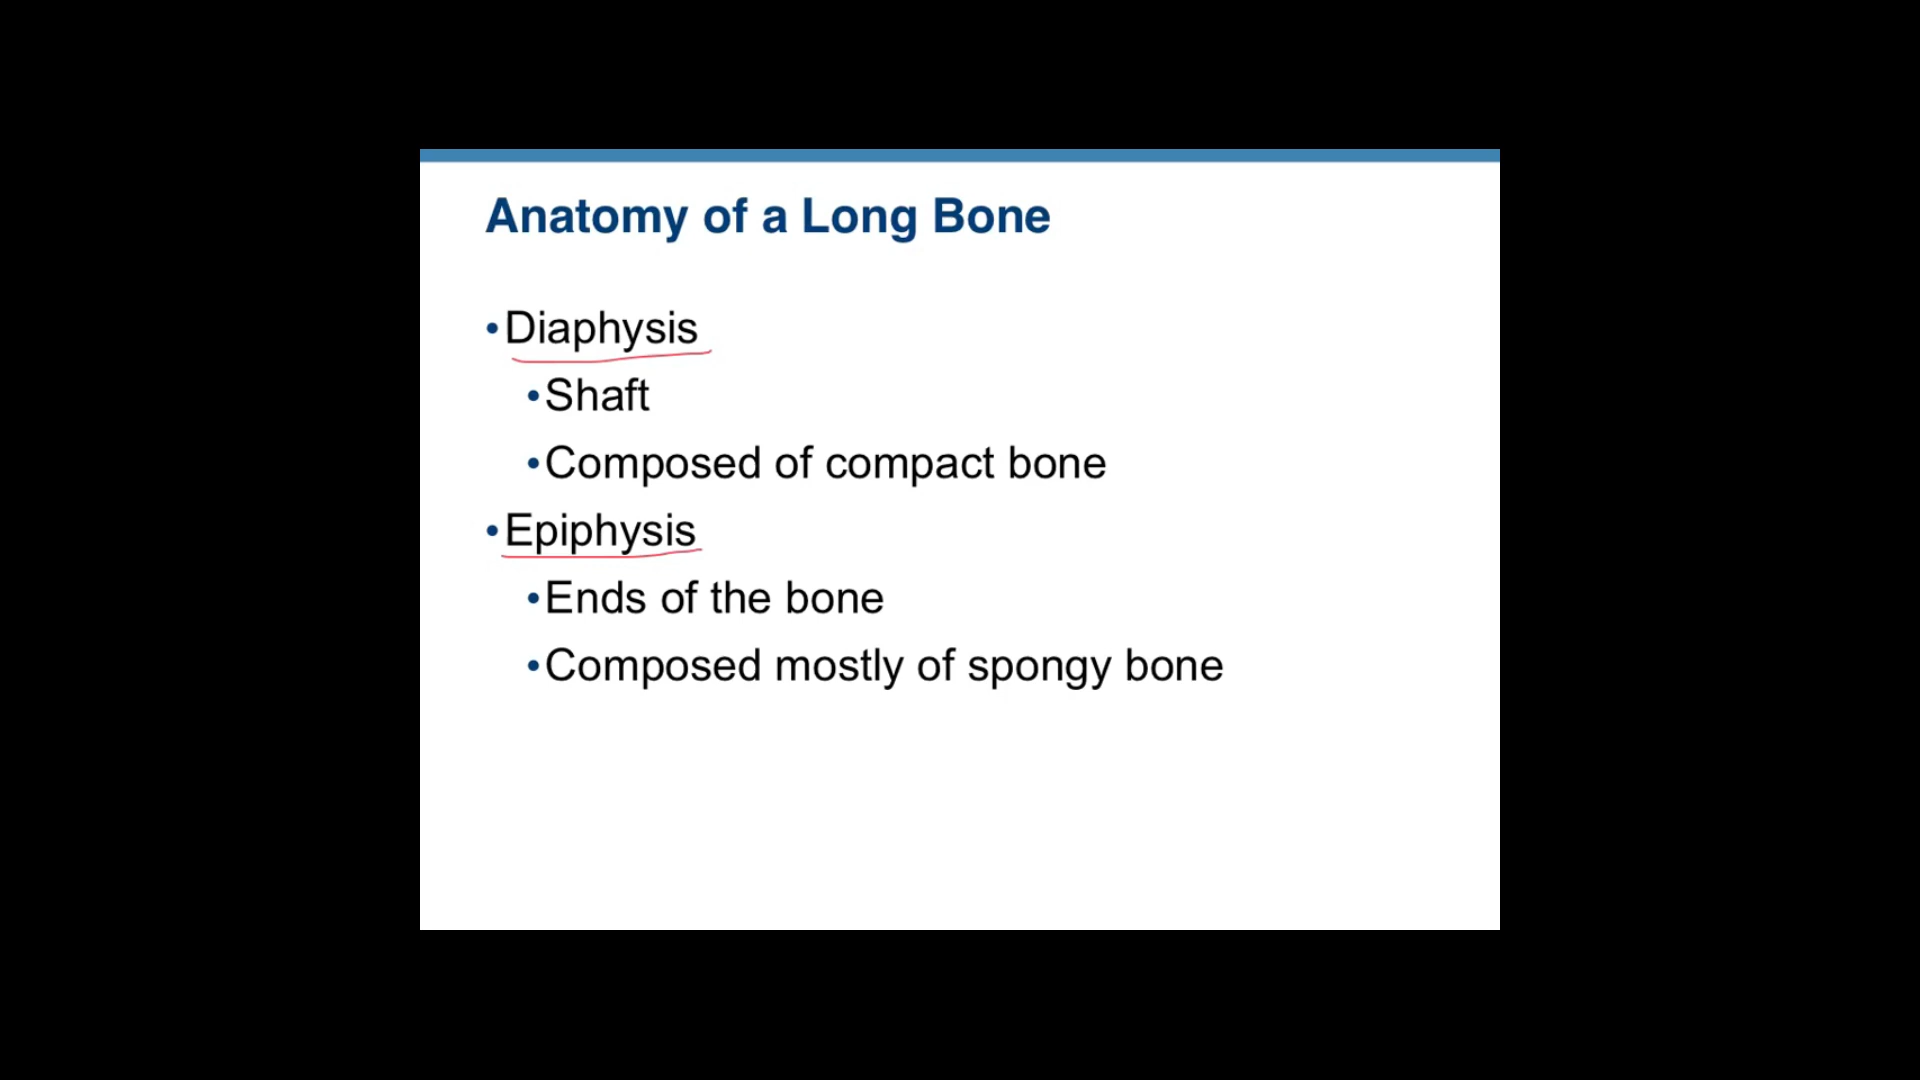 Anatomy of a Long Bone
•Diaphysis
•Shaft
•Composed of compact bone
•Epiphysis
•Ends of the bone
•Composed mostly of spongy bone